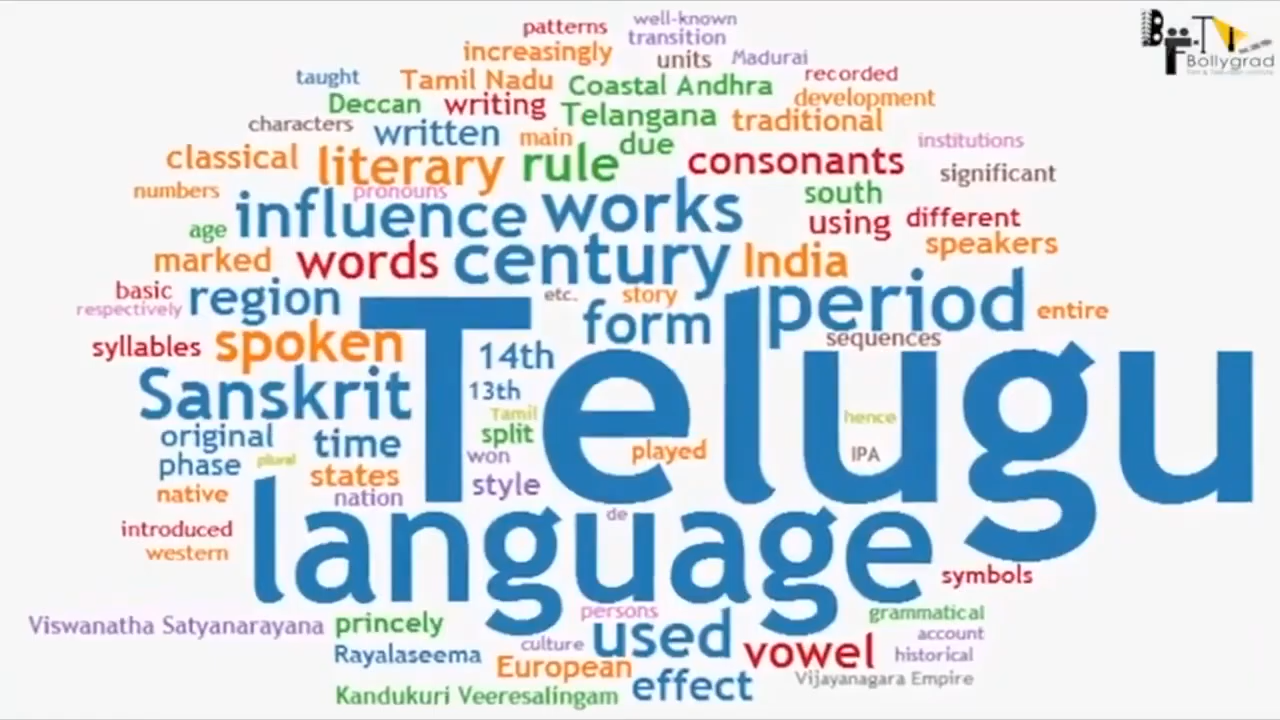 patterns well-known
transition
increasingly units Madurai
taught Tamil Nadu Coastal Andhra recorded
Deccan writing Telangana development
characters written main due traditional
classical literary rule consonants institutions
numbers pronouns south significant
age influence works using different
marked words century India speakers
basic region etc. story form period entire
respectively
syllables spoken 14th sequences
Sanskrit 13th Telugu
Tamil hence
original time split played IPA
phase plural states won
native nation style
introduced language de
western symbols
Viswanatha Satyanarayana princely persons used grammatical
Rayalaseema culture vowel account
European historical
Kandukuri Veeresalingam effect Vijayanagara Empire
BFTI
Bollygrad